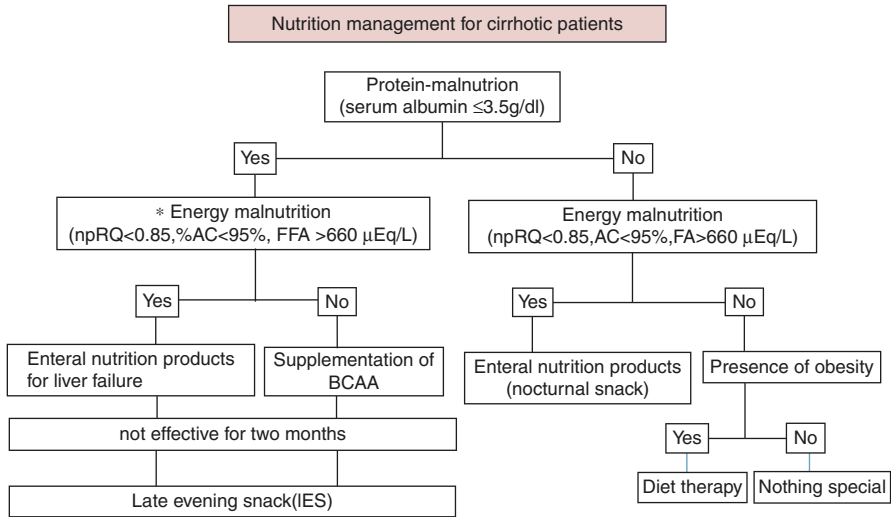 Nutrition management for cirrhotic patients
Protein-malnutrion
(serum albumin ≤3.5g/dl)
Yes
No
* Energy malnutrition
(npRQ<0.85,%AC<95%, FFA >660 μEq/L)
Energy malnutrition
(npRQ<0.85,AC<95%,FA>660 μEq/L)
Yes
No
Yes
No
Enteral nutrition products
for liver failure
Supplementation of
BCAA
Enteral nutrition products
(nocturnal snack)
Presence of obesity
not effective for two months
Yes
No
Late evening snack(lES)
Diet therapy
Nothing special